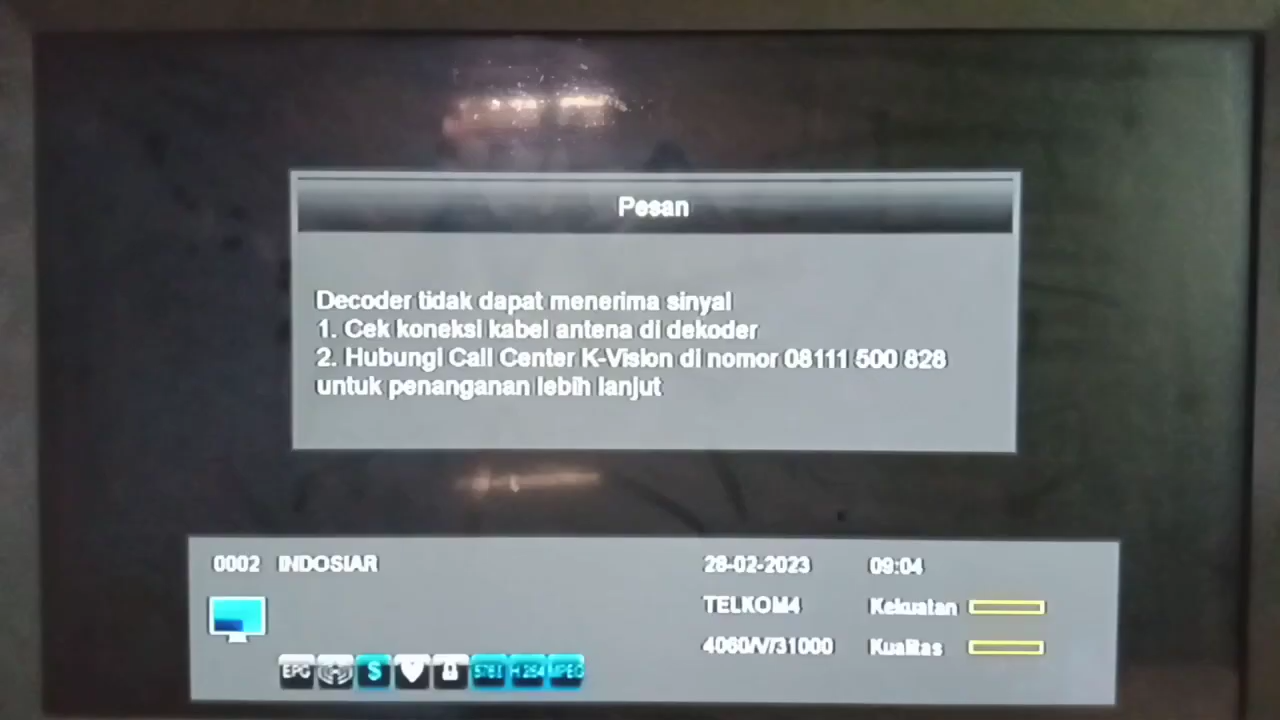 Pesan
Decoder tidak dapat menerima sinyal
1. Cek koneksi kabel antena di dekoder
2. Hubungi Call Center K-Vision di nomor 08111 500 828
untuk penanganan lebih lanjut
0002 INDOSIAR 28-02-2023 09:04
TELKOM4 Kekuatan
4060/V/31000 Kualitas
EPG $ H.264 MPEG